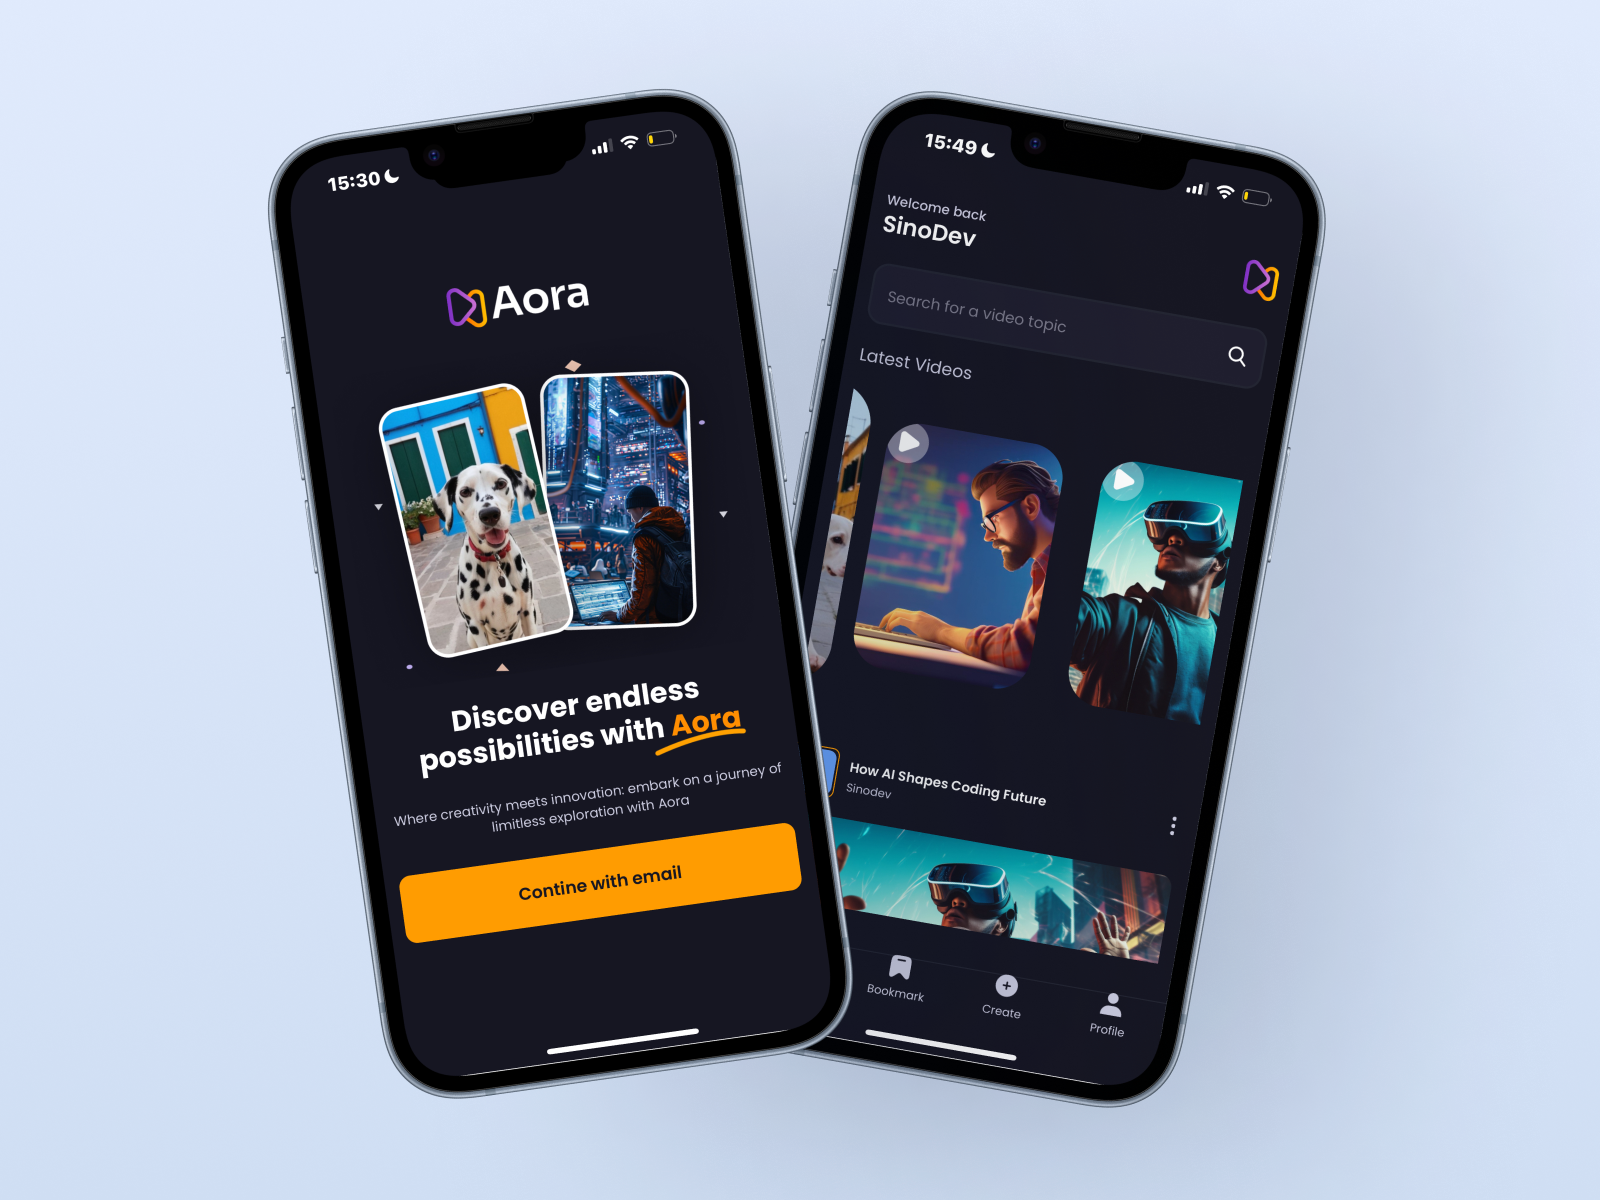 15:30
Aora
Discover endless
possibilities with Aora
Where creativity meets innovation: embark on a journey of
limitless exploration with Aora
Contine with email
15:49
Welcome back
SinoDev
Search for a video topic
Latest Videos
How AI Shapes Coding Future
Sinodev
Bookmark
Create
Profile